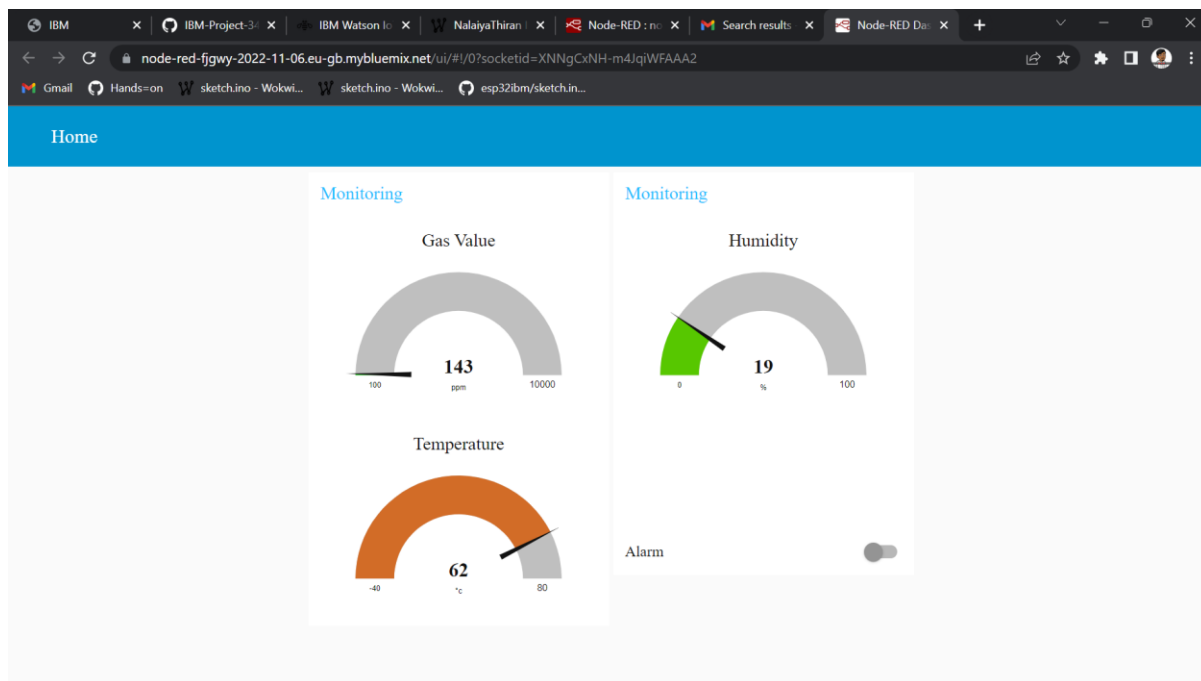 IBM
IBM-Project-34
IBM Watson Io
NalaiyaThiran
Node-RED : no
Search results
Node-RED Das
node-red-fjgwy-2022-11-06.eu-gb.mybluemix.net/ui/#!/0?socketid=XNNgCxNH-m4JqiWFAAA2
Gmail
Hands=on
sketch.ino - Wokwi...
sketch.ino - Wokwi...
esp32ibm/sketch.in...
Home
Monitoring
Gas Value
143
ppm
100
10000
Temperature
62
°c
-40
80
Monitoring
Humidity
19
%
0
100
Alarm